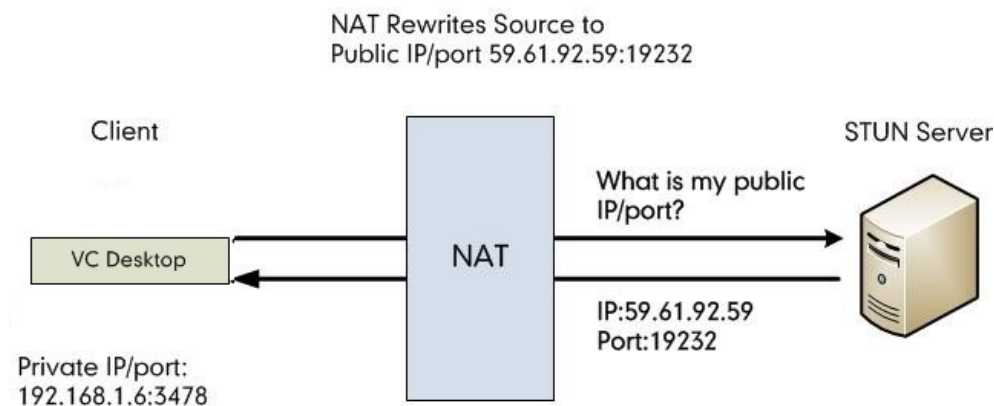 NAT Rewrites Source to
Public IP/port 59.61.92.59:19232
Client
STUN Server
What is my public
IP/port?
VC Desktop
NAT
IP:59.61.92.59
Port:19232
Private IP/port:
192.168.1.6:3478